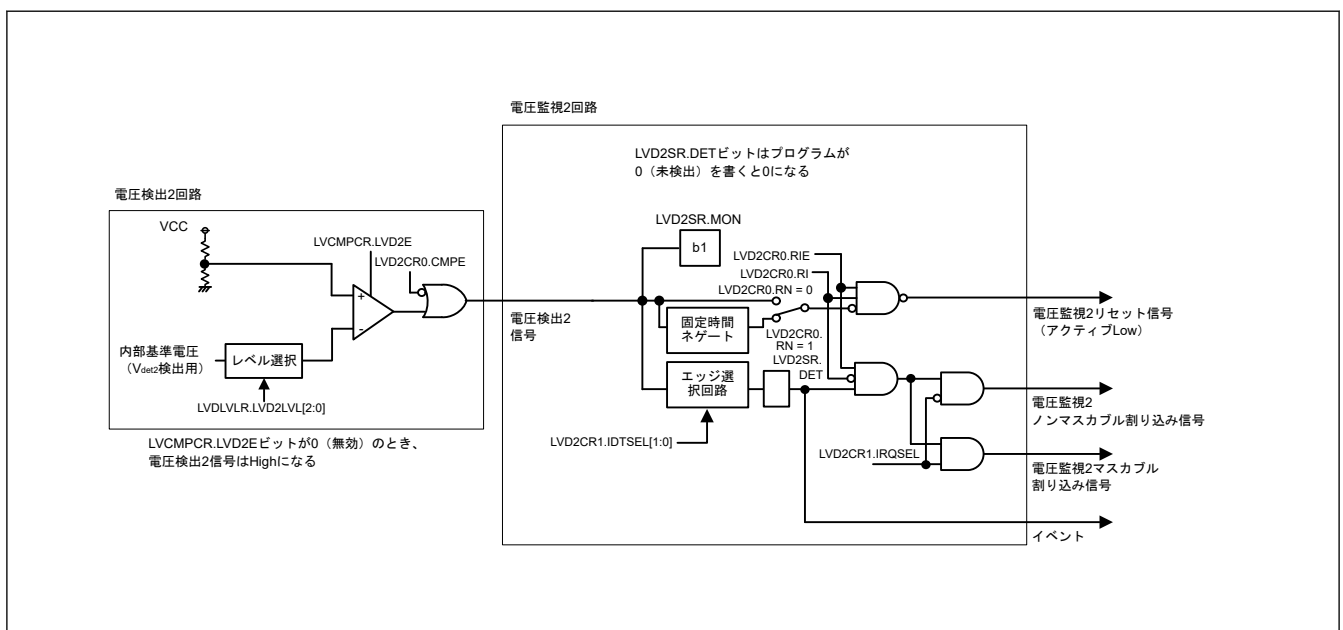 電圧監視2回路
LVD2SR.DETビットはプログラムが
0（未検出）を書くと0になる
電圧検出2回路
VCC
LVCMPCR.LVD2E
LVD2CR0.CMPE
+
-
内部基準電圧
（Vdet2検出用）
レベル選択
LVDLVLR.LVD2LVL[2:0]
LVCMPCR.LVD2Eビットが0（無効）のとき、
電圧検出2信号はHighになる
電圧検出2
信号
LVD2SR.MON
b1
LVD2CR0.RIE
LVD2CR0.RI
LVD2CR0.RN = 0
固定時間
ネゲート
LVD2CR0.
RN = 1
LVD2SR.
DET
エッジ選
択回路
LVD2CR1.IDTSEL[1:0]
LVD2CR1.IRQSEL
電圧監視2リセット信号
（アクティブLow）
電圧監視2
ノンマスカブル割り込み信号
電圧監視2マスカブル
割り込み信号
イベント